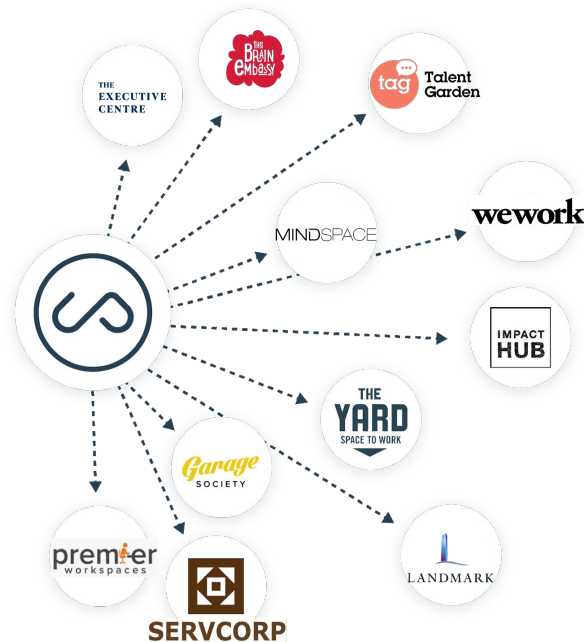 THE
BRAIN
EMBASSY
THE
EXECUTIVE
CENTRE
tag
Talent
Garden
MINDSPACE
wework
IMPACT
HUB
THE
YARD
SPACE TO WORK
Garage
SOCIETY
premier
workspaces
LANDMARK
SERVCORP